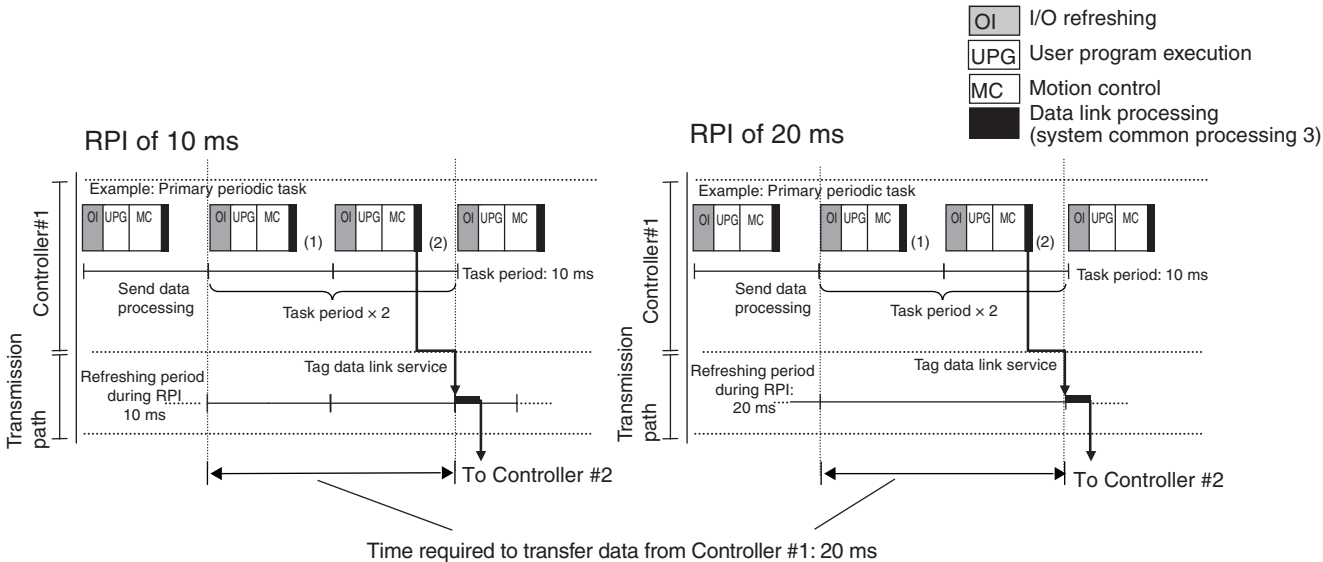 OI I/O refreshing
UPG User program execution
MC Motion control
Data link processing
(system common processing 3)
RPI of 10 ms
Controller#1
Example: Primary periodic task
OI UPG MC
OI UPG MC (1)
OI UPG MC (2)
OI UPG MC
Task period: 10 ms
Send data
processing
Task period × 2
Transmission
path
Tag data link service
Refreshing period
during RPI
10 ms
To Controller #2
RPI of 20 ms
Controller#1
Example: Primary periodic task
OI UPG MC
OI UPG MC (1)
OI UPG MC (2)
OI UPG MC
Task period: 10 ms
Send data
processing
Task period × 2
Transmission
path
Tag data link service
Refreshing period
during RPI:
20 ms
To Controller #2
Time required to transfer data from Controller #1: 20 ms